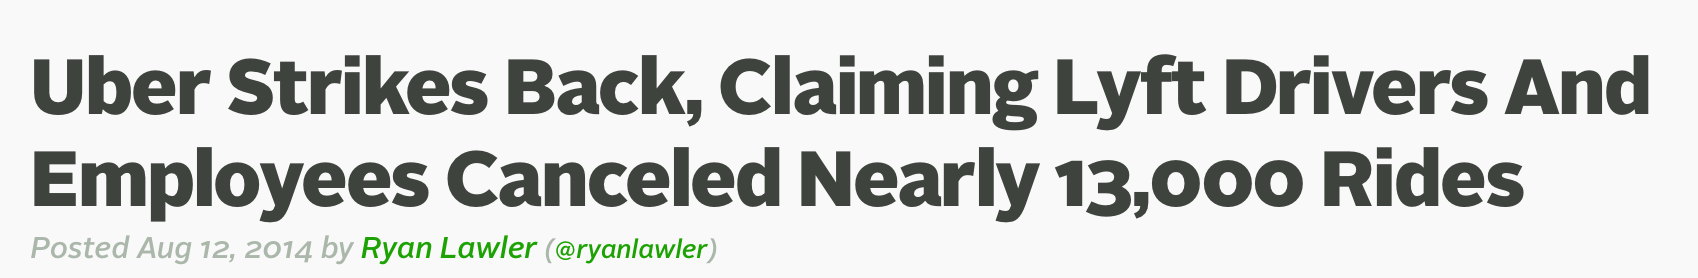 Uber Strikes Back, Claiming Lyft Drivers And
Employees Canceled Nearly 13,000 Rides
Posted Aug 12, 2014 by Ryan Lawler (@ryanlawler)